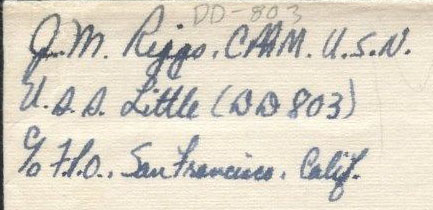 DD-803
J.M. Riggs, CMM. U.S.N.
U.S.S. Little (DD 803)
c/o F.P.O., San Francisco, Calif.